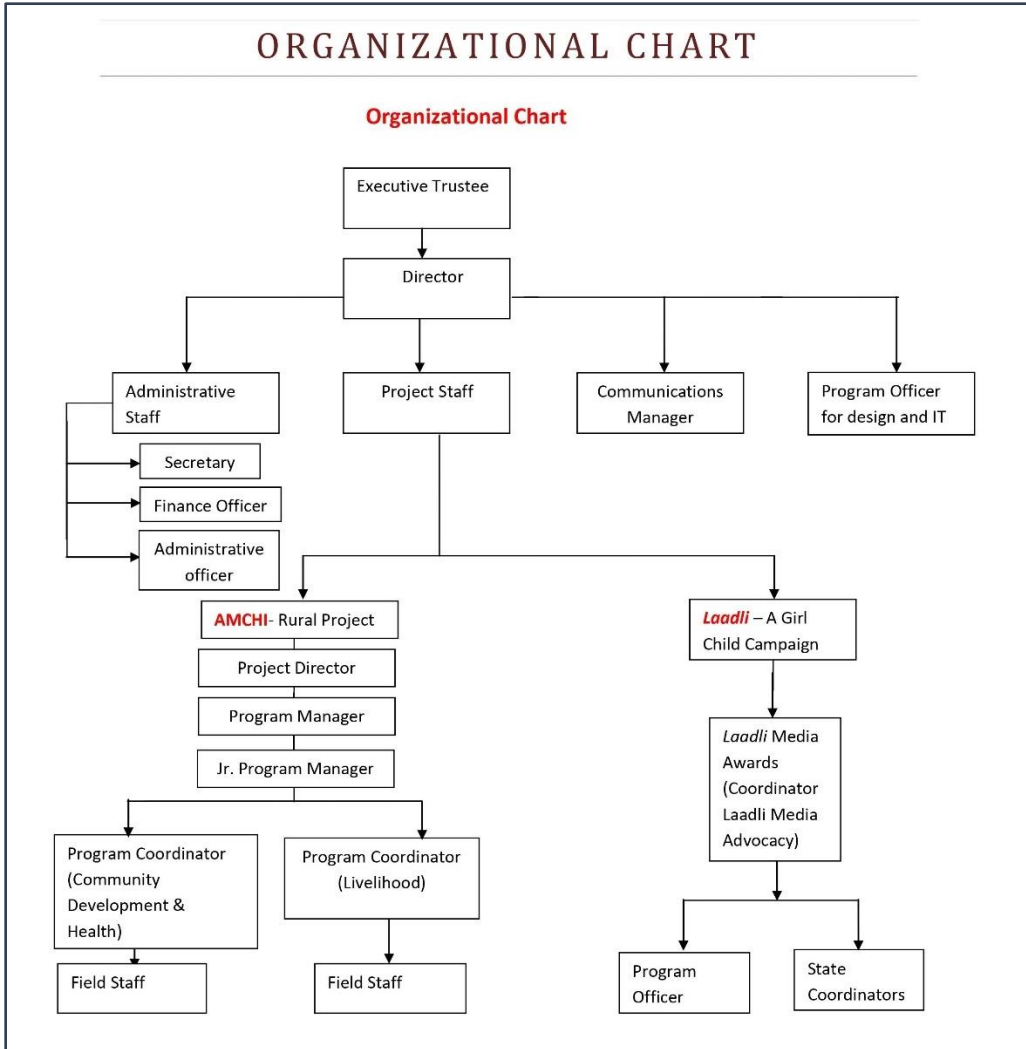 ORGANIZATIONAL CHART
Organizational Chart
Executive Trustee
Director
Administrative
Staff
Project Staff
Communications
Manager
Program Officer
for design and IT
Secretary
Finance Officer
Administrative
officer
AMCHI- Rural Project
Laadli – A Girl
Child Campaign
Project Director
Program Manager
Jr. Program Manager
Laadli Media
Awards
(Coordinator
Laadli Media
Advocacy)
Program Coordinator
(Community
Development &
Health)
Program Coordinator
(Livelihood)
Field Staff
Field Staff
Program
Officer
State
Coordinators